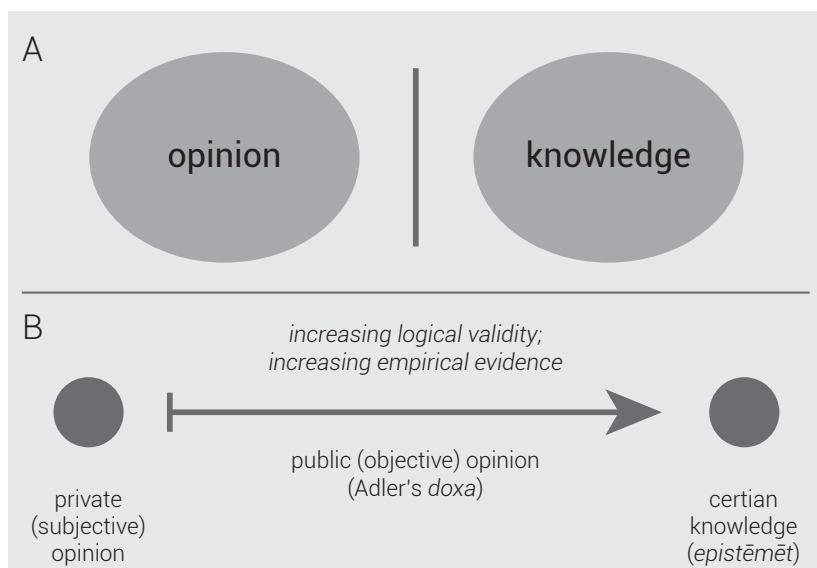 A
opinion
knowledge
B
increasing logical validity;
increasing empirical evidence
public (objective) opinion
(Adler's doxa)
private
(subjective)
opinion
certian
knowledge
(epistēmēt)